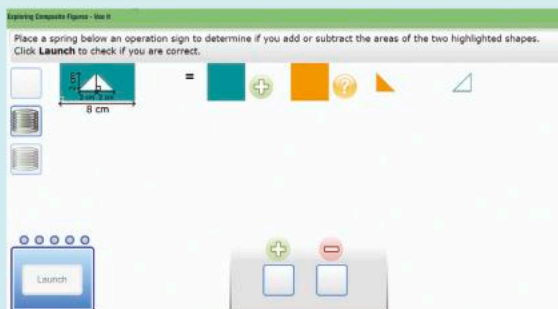 Exploring Composite Figures - Use It
Place a spring below an operation sign to determine if you add or subtract the areas of the two highlighted shapes.
Click Launch to check if you are correct.
= + ?
8 cm
+ −
Launch